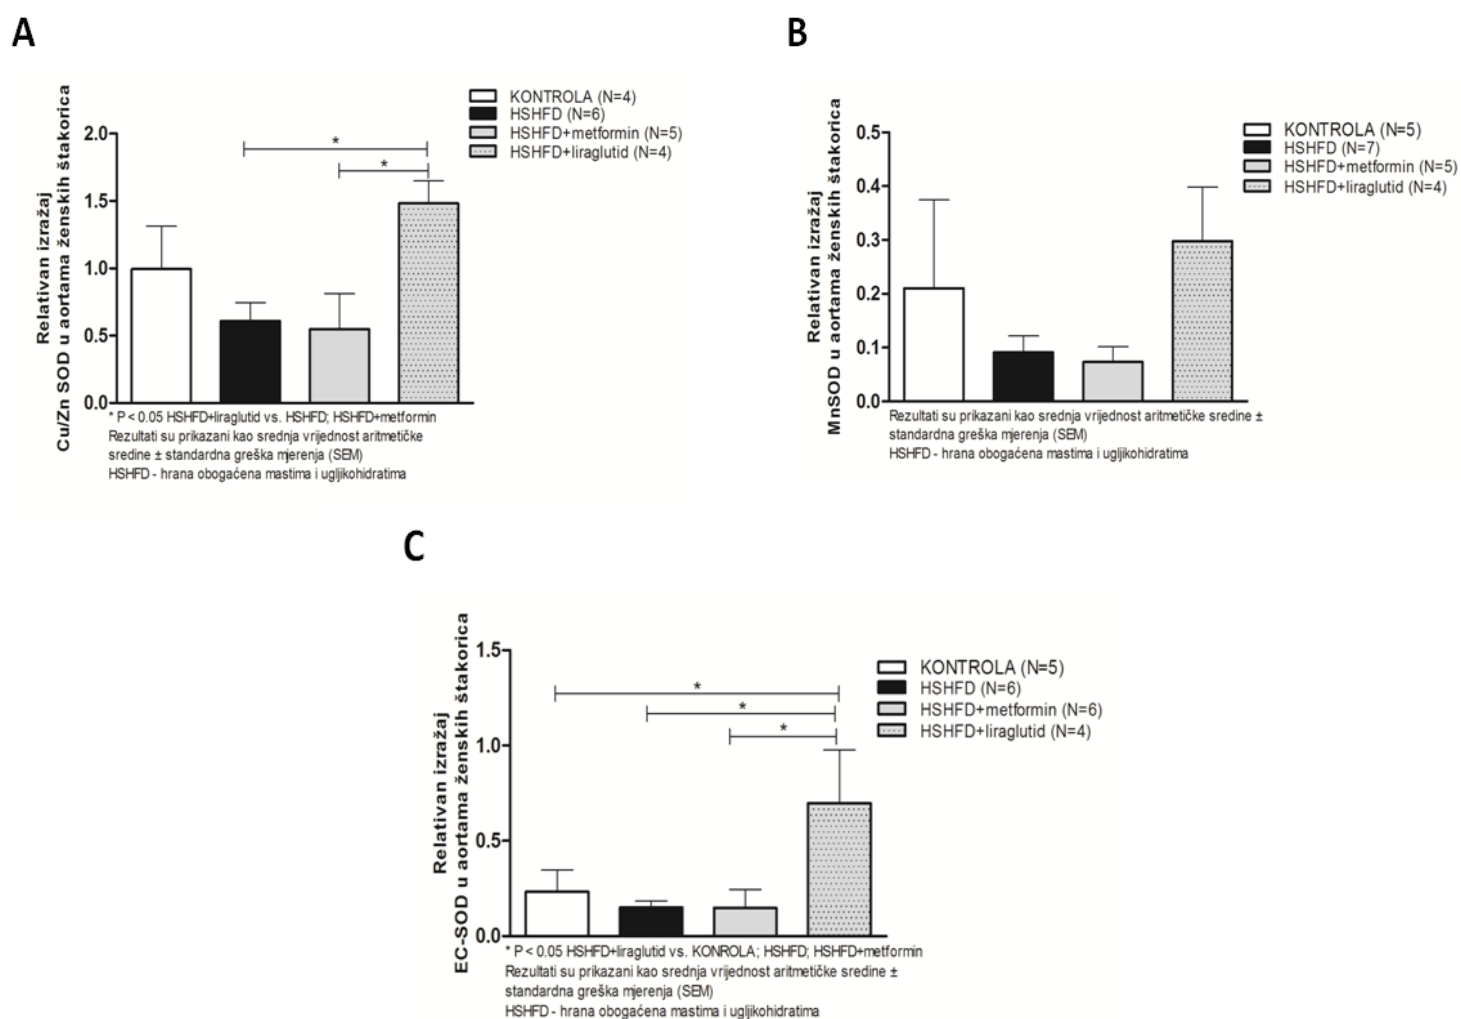 A
Relativan izražaj
Cu/Zn SOD u aortama ženskih štakorica
2.0
1.5
1.0
0.5
0.0
*
*
KONTROLA (N=4)
HSHFD (N=6)
HSHFD+metformin (N=5)
HSHFD+liraglutid (N=4)
* P < 0.05 HSHFD+liraglutid vs. HSHFD; HSHFD+metformin
Rezultati su prikazani kao srednja vrijednost aritmetičke
sredine ± standardna greška mjerenja (SEM)
HSHFD - hrana obogaćena mastima i ugljikohidratima
B
Relativan izražaj
MnSOD u aortama ženskih štakorica
0.5
0.4
0.3
0.2
0.1
0.0
KONTROLA (N=5)
HSHFD (N=7)
HSHFD+metformin (N=5)
HSHFD+liraglutid (N=4)
Rezultati su prikazani kao srednja vrijednost aritmetičke sredine ±
standardna greška mjerenja (SEM)
HSHFD - hrana obogaćena mastima i ugljikohidratima
C
Relativan izražaj
EC-SOD u aortama ženskih štakorica
1.5
1.0
0.5
0.0
*
*
*
KONTROLA (N=5)
HSHFD (N=6)
HSHFD+metformin (N=6)
HSHFD+liraglutid (N=4)
* P < 0.05 HSHFD+liraglutid vs. KONROLA; HSHFD; HSHFD+metformin
Rezultati su prikazani kao srednja vrijednost aritmetičke sredine ±
standardna greška mjerenja (SEM)
HSHFD - hrana obogaćena mastima i ugljikohidratima